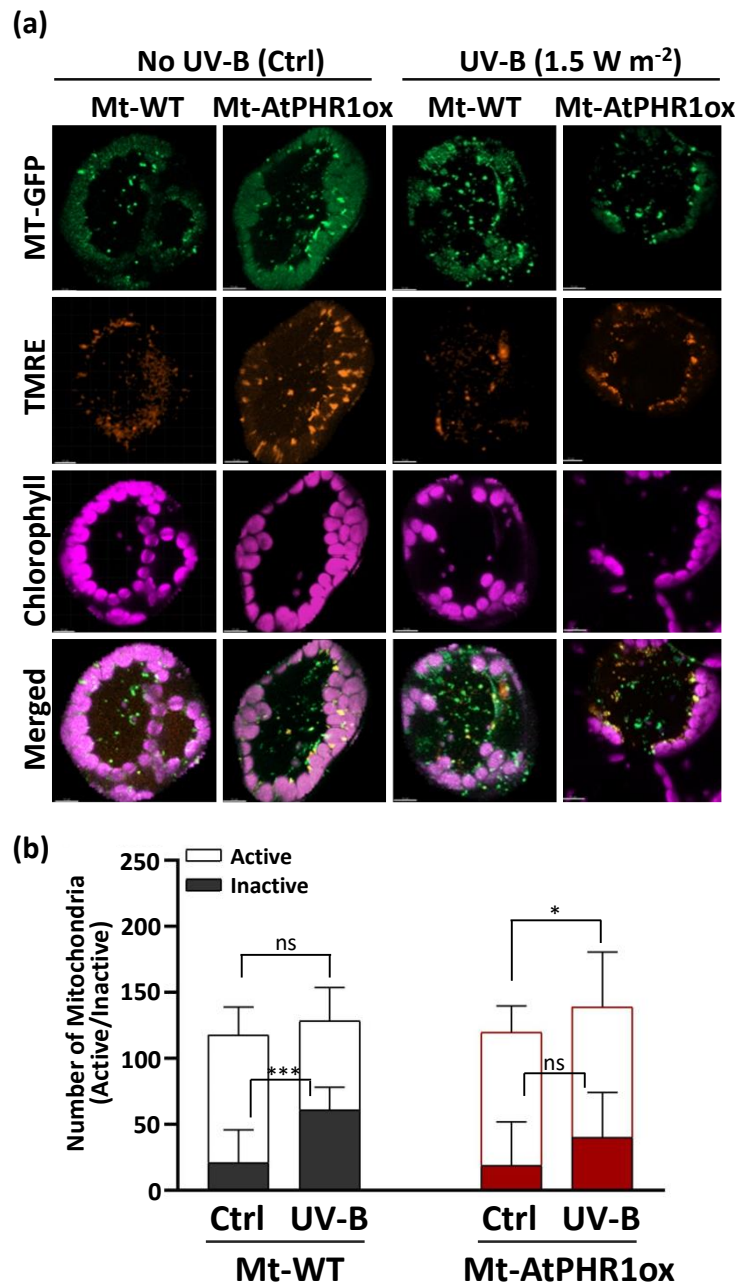 (a)
No UV-B (Ctrl) UV-B (1.5 W m⁻²)
Mt-WT Mt-AtPHR1ox Mt-WT Mt-AtPHR1ox
MT-GFP
TMRE
Chlorophyll
Merged
(b)
Number of Mitochondria
(Active/Inactive)
250
200
150
100
50
0
Active
Inactive
ns
***
*
ns
Ctrl UV-B Ctrl UV-B
Mt-WT Mt-AtPHR1ox